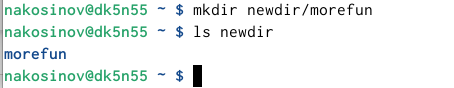 nakosinov@dk5n55 ~ $ mkdir newdir/morefun
nakosinov@dk5n55 ~ $ ls newdir
morefun
nakosinov@dk5n55 ~ $